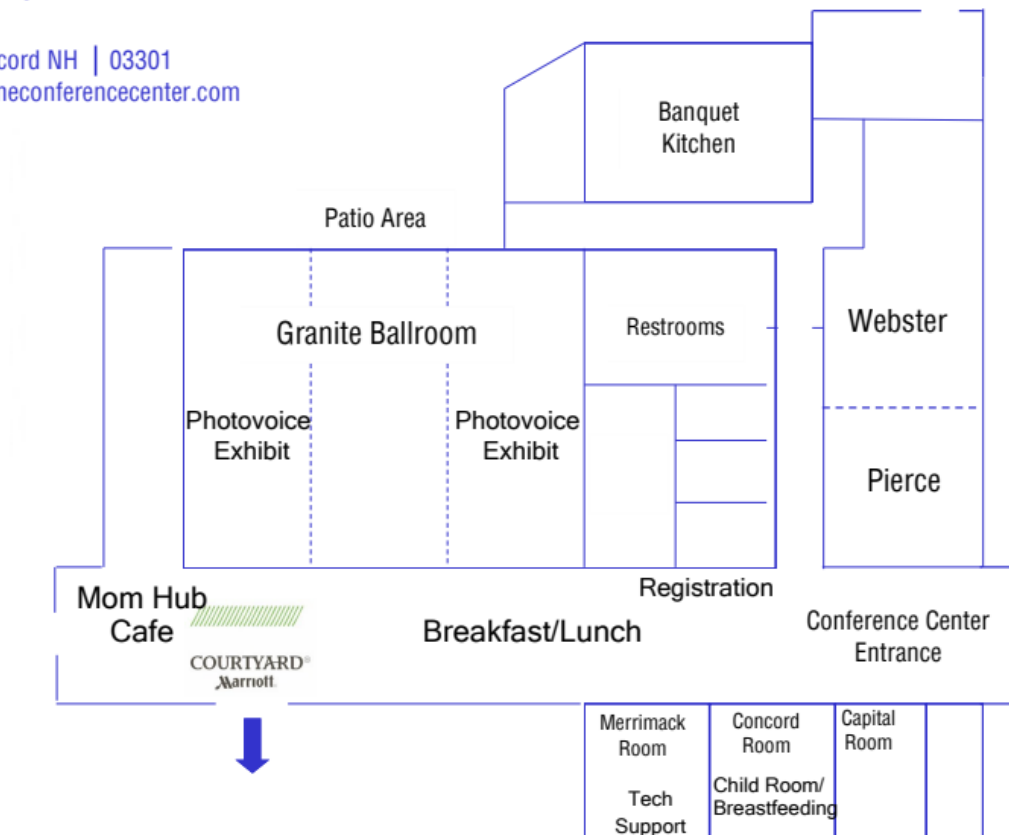 cord NH | 03301
heconferencecenter.com
Banquet
Kitchen
Patio Area
Granite Ballroom
Restrooms
Webster
Photovoice
Exhibit
Photovoice
Exhibit
Pierce
Registration
Mom Hub
Cafe
Breakfast/Lunch
Conference Center
Entrance
COURTYARD®
Marriott
Merrimack
Room
Tech
Support
Concord
Room
Child Room/
Breastfeeding
Capital
Room